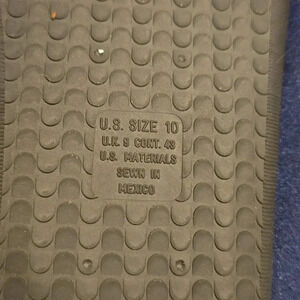 U.S. SIZE 10
U.K. 9 CONT. 43
U.S. MATERIALS
SEWN IN
MEXICO